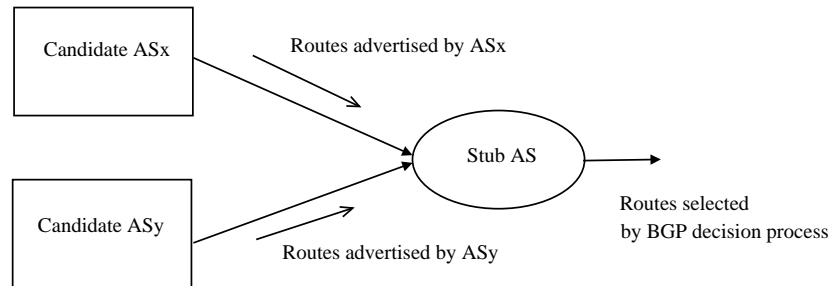 Candidate ASx
Routes advertised by ASx
Stub AS
Candidate ASy
Routes advertised by ASy
Routes selected
by BGP decision process